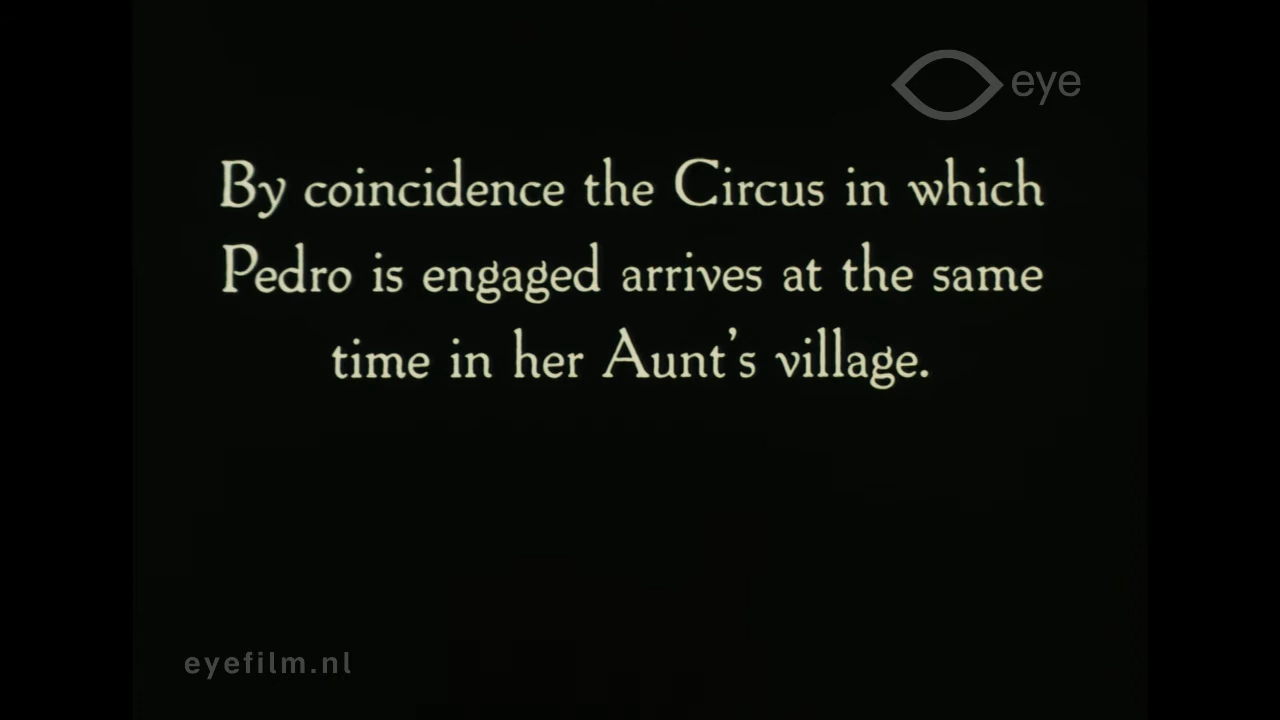 eye
By coincidence the Circus in which
Pedro is engaged arrives at the same
time in her Aunt's village.
eyefilm.nl